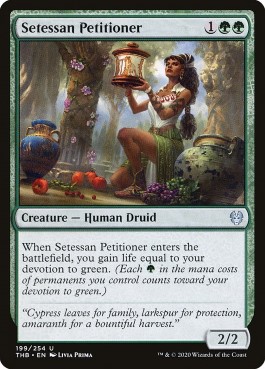 Setessan Petitioner 1
Creature — Human Druid
When Setessan Petitioner enters the
battlefield, you gain life equal to your
devotion to green. (Each in the mana costs
of permanents you control counts toward your
devotion to green.)
"Cypress leaves for family, larkspur for protection,
amaranth for a bountiful harvest."
2/2
199/254 U
THB • EN LIVIA PRIMA
™ & © 2020 Wizards of the Coast